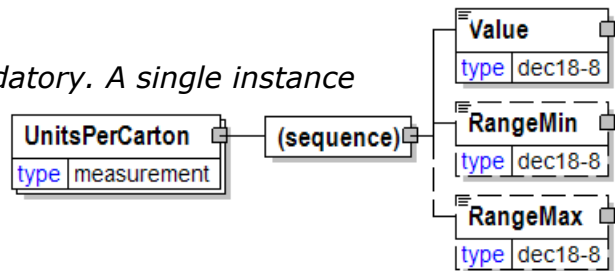 Value
type dec18-8
datory. A single instance
RangeMin
UnitsPerCarton
(sequence)
type dec18-8
type measurement
RangeMax
type dec18-8